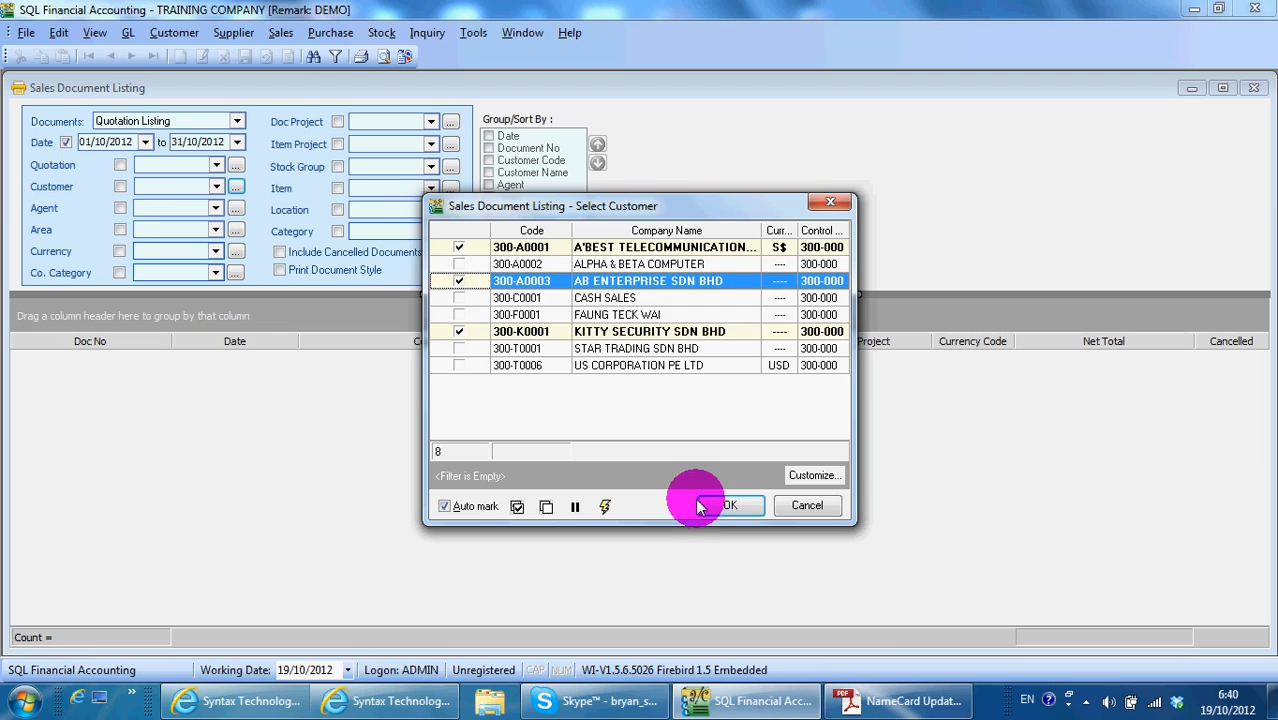 SQL Financial Accounting - TRAINING COMPANY [Remark: DEMO]
File Edit View GL Customer Supplier Sales Purchase Stock Inquiry Tools Window Help
Sales Document Listing
Documents: Quotation Listing
Date 01/10/2012 to 31/10/2012
Quotation
Customer
Agent
Area
Currency
Co. Category
Doc Project
Item Project
Stock Group
Item
Location
Category
Include Cancelled Documents
Print Document Style
Group/Sort By :
Date
Document No
Customer Code
Customer Name
Agent
Sales Document Listing - Select Customer
Code Company Name Curr... Control ...
300-A0001 A'BEST TELECOMMUNICATION... S$ 300-000
300-A0002 ALPHA & BETA COMPUTER ---- 300-000
300-A0003 AB ENTERPRISE SDN BHD ---- 300-000
300-C0001 CASH SALES ---- 300-000
300-F0001 FAUNG TECK WAI ---- 300-000
300-K0001 KITTY SECURITY SDN BHD ---- 300-000
300-T0001 STAR TRADING SDN BHD ---- 300-000
300-T0006 US CORPORATION PE LTD USD 300-000
8
<Filter is Empty> Customize...
Auto mark OK Cancel
Drag a column header here to group by that column
Doc No Date Project Currency Code Net Total Cancelled
Count =
SQL Financial Accounting Working Date: 19/10/2012 Logon: ADMIN Unregistered CAP NUM WI-V1.5.6.5026 Firebird 1.5 Embedded
Syntax Technolog... Syntax Technolog... Skype™ - bryan_s... SQL Financial Acc... NameCard Updat... EN 6:40
19/10/2012